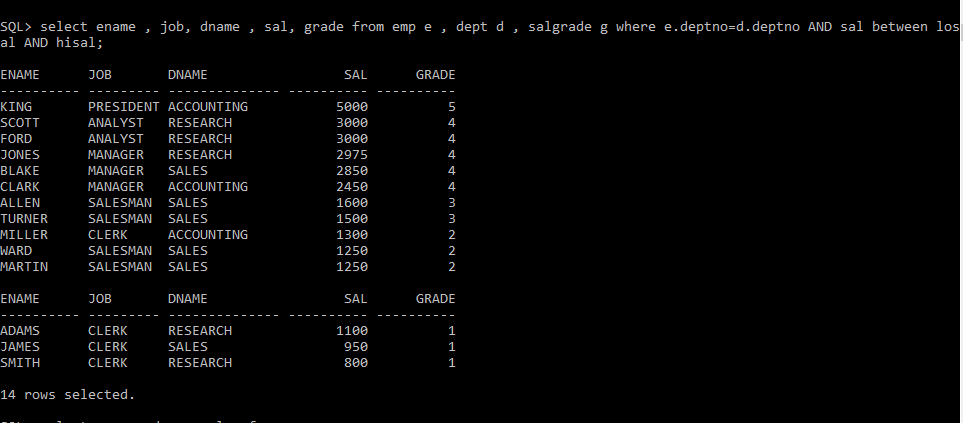 SQL> select ename , job, dname , sal, grade from emp e , dept d , salgrade g where e.deptno=d.deptno AND sal between los
al AND hisal;
ENAME      JOB       DNAME                 SAL      GRADE
---------- --------- -------------- ---------- ----------
KING       PRESIDENT ACCOUNTING           5000          5
SCOTT      ANALYST   RESEARCH             3000          4
FORD       ANALYST   RESEARCH             3000          4
JONES      MANAGER   RESEARCH             2975          4
BLAKE      MANAGER   SALES                2850          4
CLARK      MANAGER   ACCOUNTING           2450          4
ALLEN      SALESMAN  SALES                1600          3
TURNER     SALESMAN  SALES                1500          3
MILLER     CLERK     ACCOUNTING           1300          2
WARD       SALESMAN  SALES                1250          2
MARTIN     SALESMAN  SALES                1250          2
ENAME      JOB       DNAME                 SAL      GRADE
---------- --------- -------------- ---------- ----------
ADAMS      CLERK     RESEARCH             1100          1
JAMES      CLERK     SALES                 950          1
SMITH      CLERK     RESEARCH              800          1
14 rows selected.